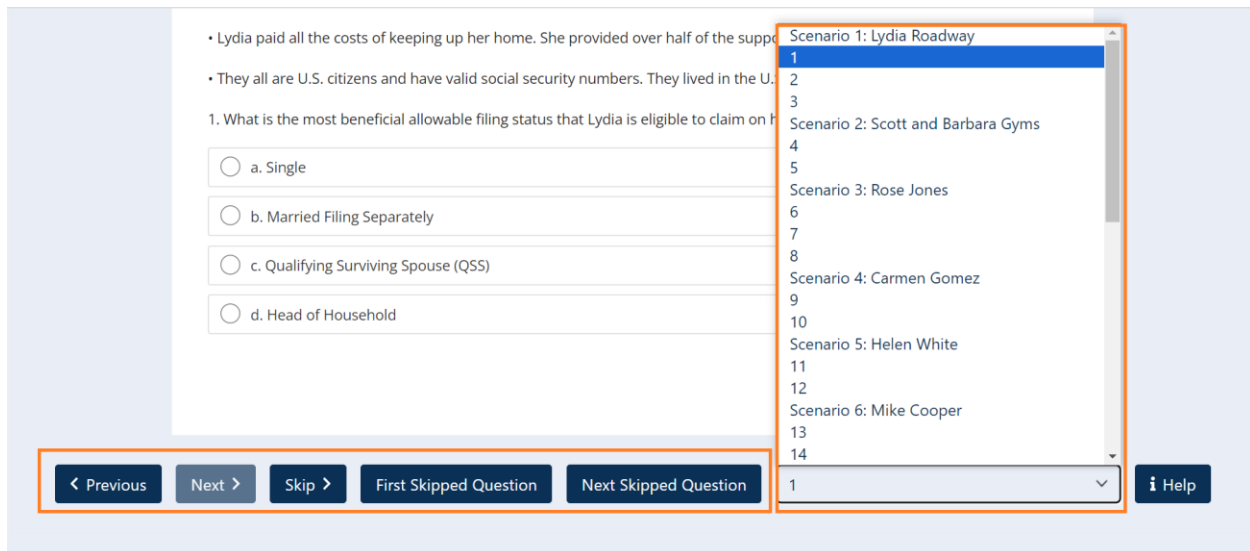 • Lydia paid all the costs of keeping up her home. She provided over half of the
• They all are U.S. citizens and have valid social security numbers. They lived in the
1. What is the most beneficial allowable filing status that Lydia is eligible to claim on
a. Single
b. Married Filing Separately
c. Qualifying Surviving Spouse (QSS)
d. Head of Household
Scenario 1: Lydia Roadway
1
2
3
Scenario 2: Scott and Barbara Gyms
4
5
Scenario 3: Rose Jones
6
7
8
Scenario 4: Carmen Gomez
9
10
Scenario 5: Helen White
11
12
Scenario 6: Mike Cooper
13
14
Previous
Next
Skip
First Skipped Question
Next Skipped Question
1
Help